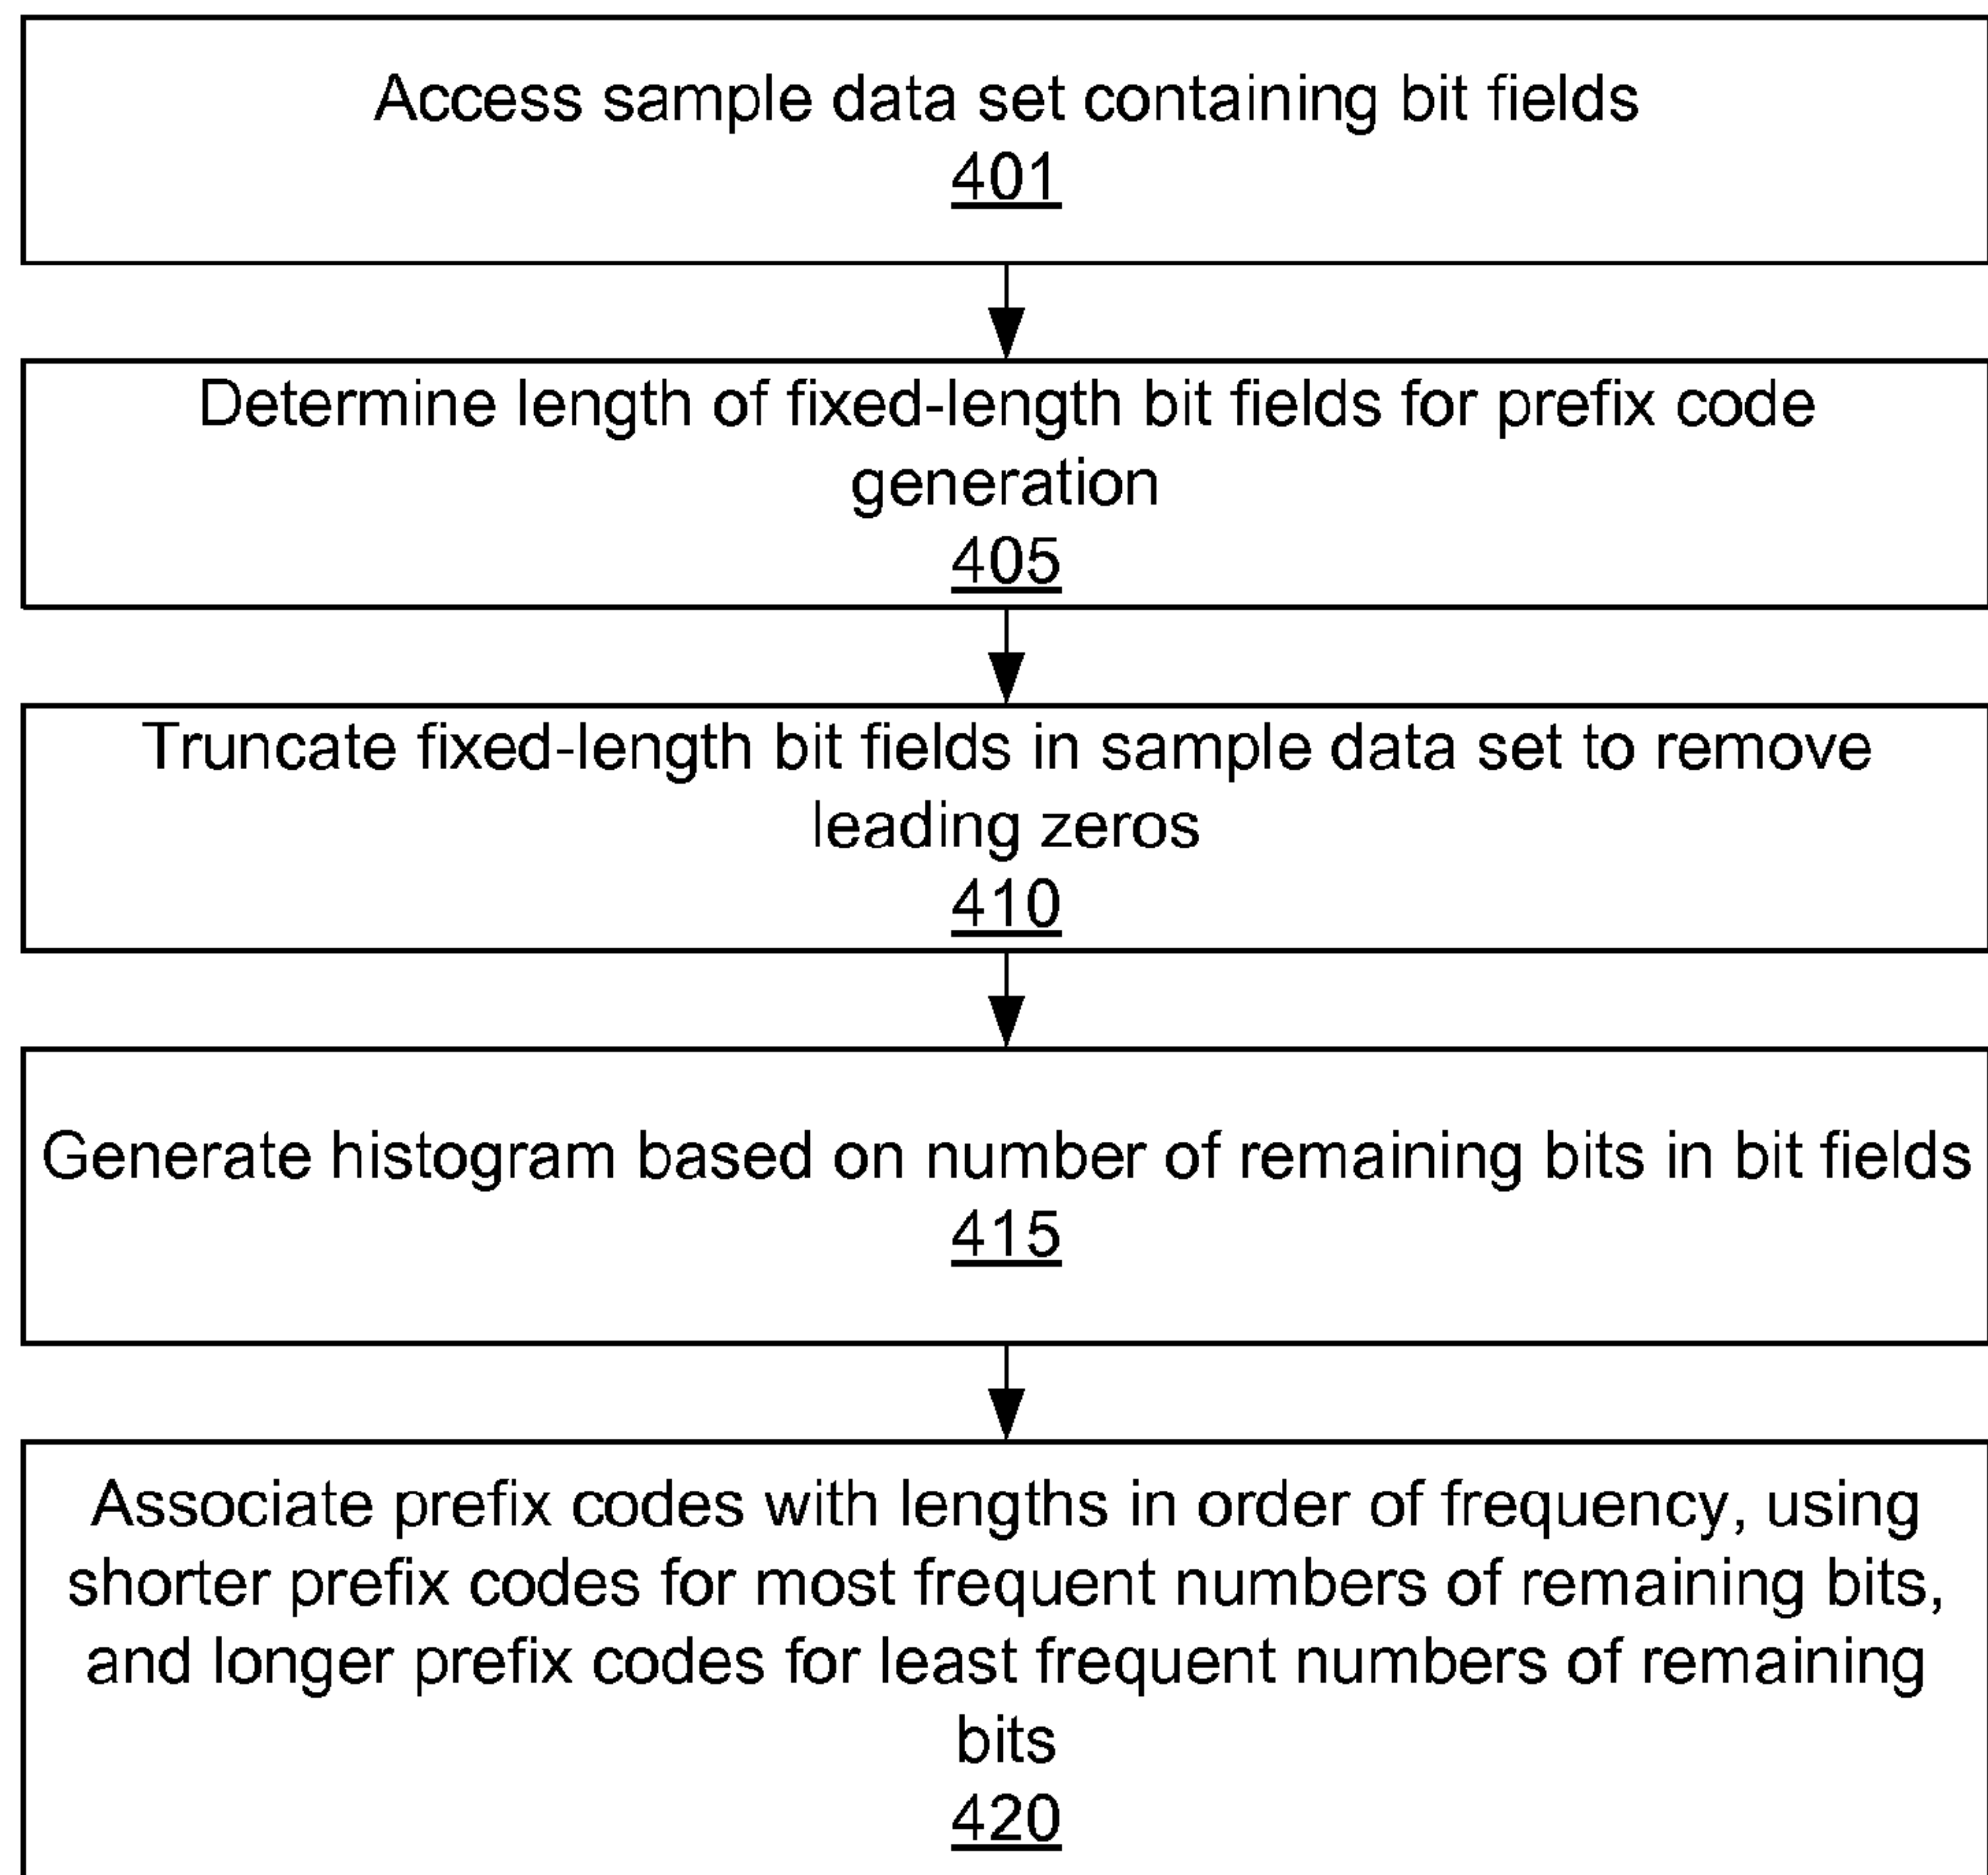 Access sample data set containing bit fields
401
Determine length of fixed-length bit fields for prefix code
generation
405
Truncate fixed-length bit fields in sample data set to remove
leading zeros
410
Generate histogram based on number of remaining bits in bit fields
415
Associate prefix codes with lengths in order of frequency, using
shorter prefix codes for most frequent numbers of remaining bits,
and longer prefix codes for least frequent numbers of remaining
bits
420